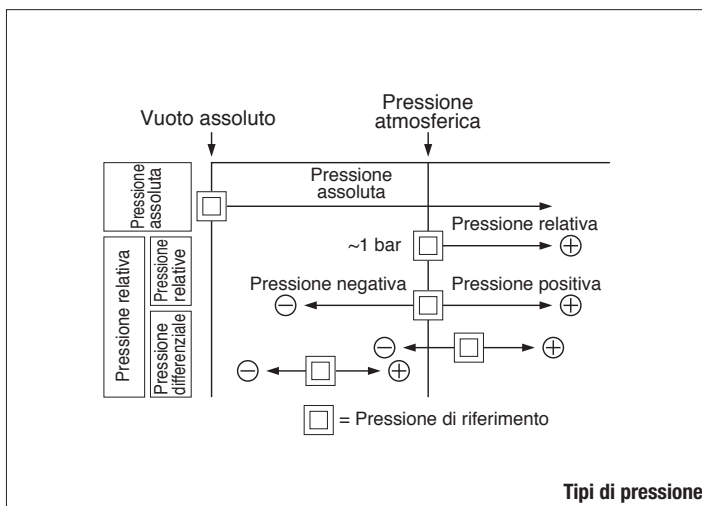 Vuoto assoluto
Pressione
atmosferica
Pressione
assoluta
Pressione
assoluta
Pressione relativa
Pressione
relative
Pressione
differenziale
Pressione relativa
~1 bar
Pressione negativa
Pressione positiva
= Pressione di riferimento
Tipi di pressione